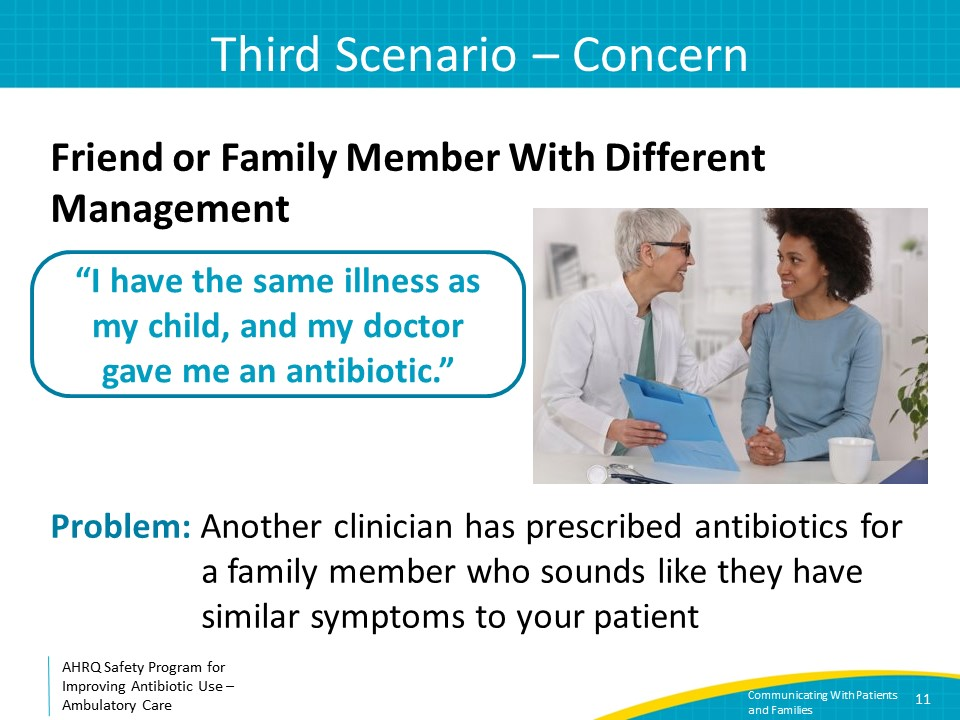 Third Scenario – Concern
Friend or Family Member With Different
Management
“I have the same illness as
my child, and my doctor
gave me an antibiotic.”
Problem: Another clinician has prescribed antibiotics for
a family member who sounds like they have
similar symptoms to your patient
AHRQ Safety Program for
Improving Antibiotic Use –
Ambulatory Care
Communicating With Patients
and Families
11